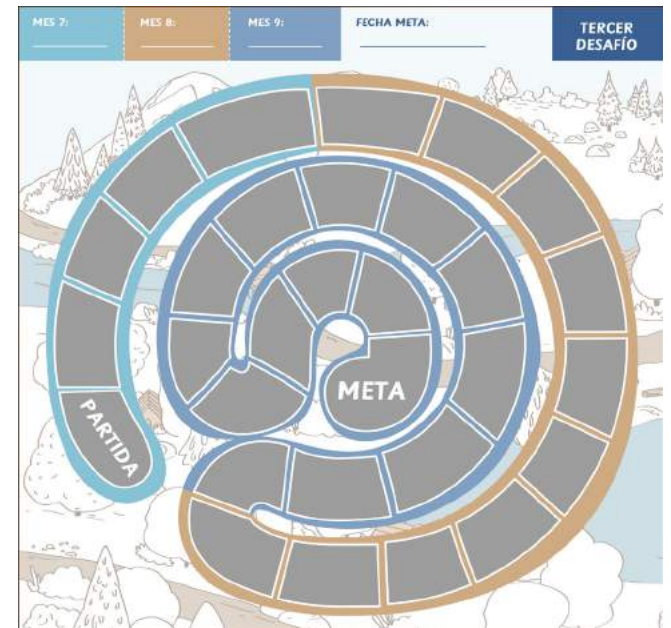 MES 7:
MES 8:
MES 9:
FECHA META:
TERCER
DESAFÍO
PARTIDA
META